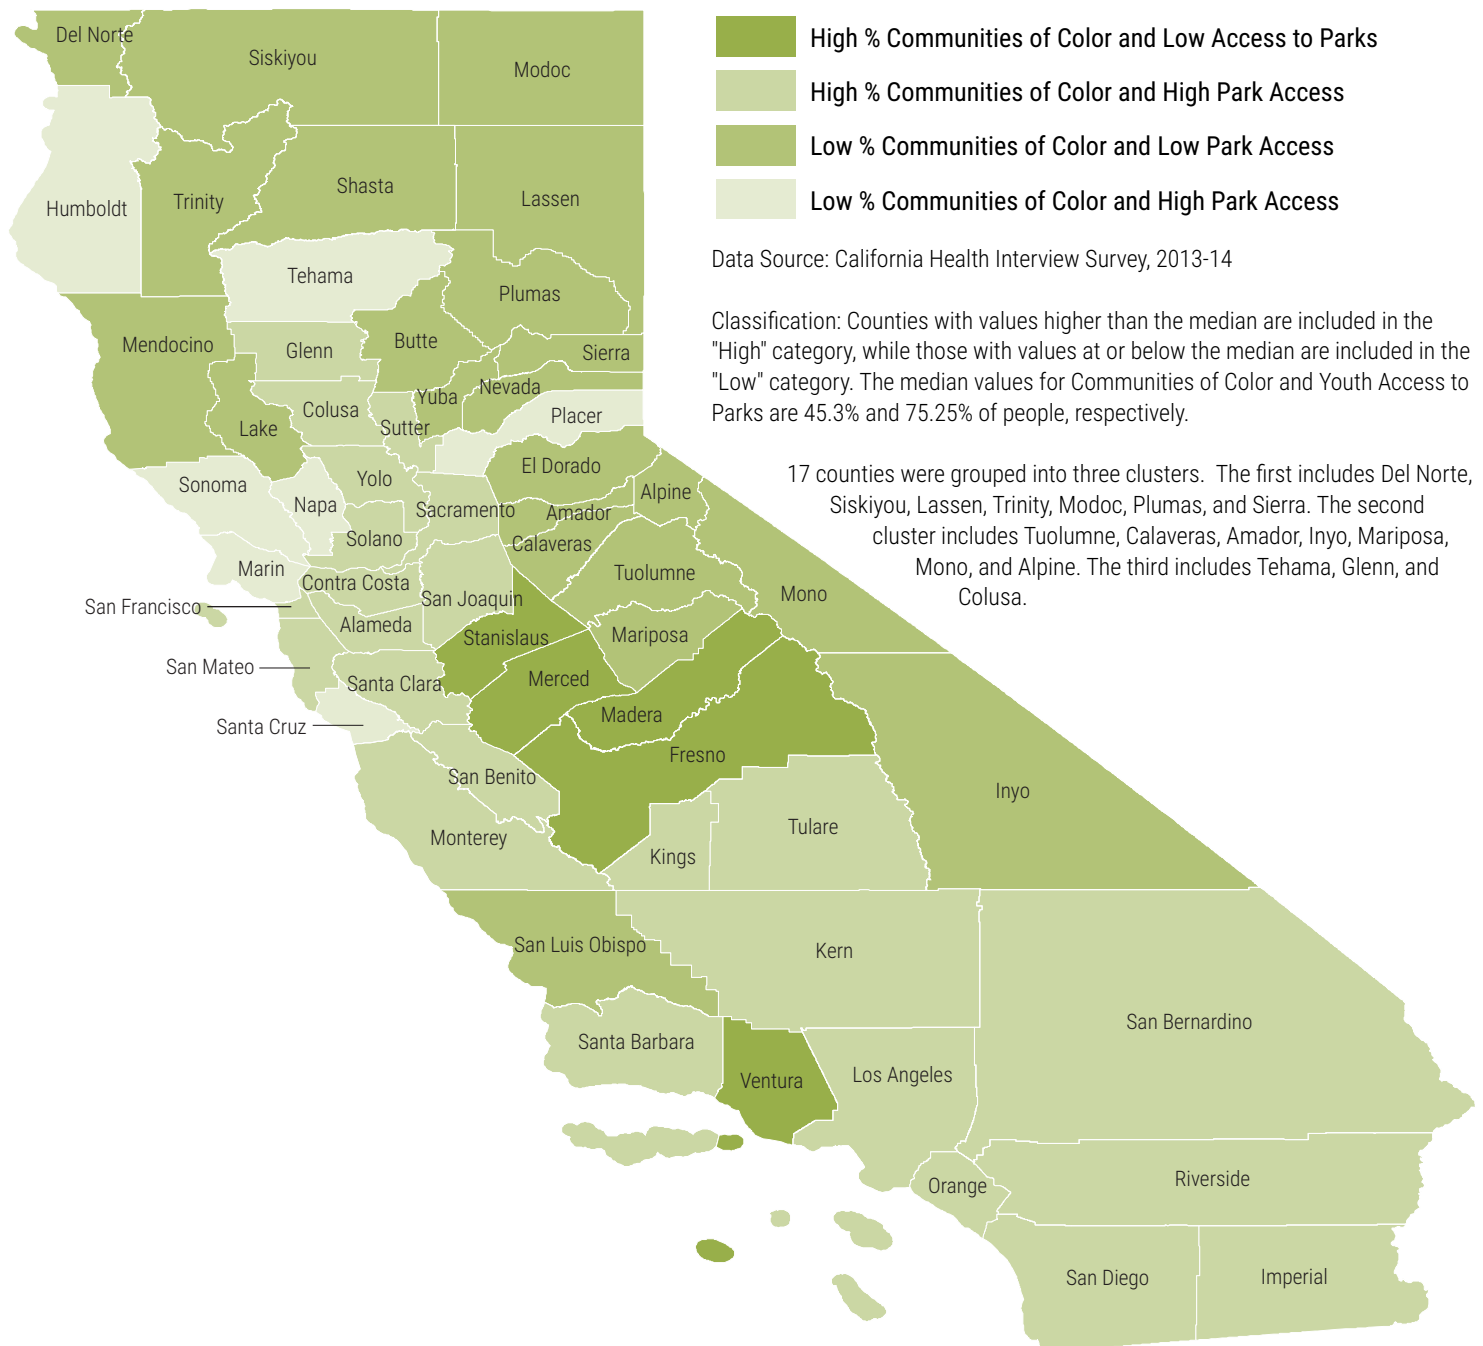 High % Communities of Color and Low Access to Parks
High % Communities of Color and High Park Access
Low % Communities of Color and Low Park Access
Low % Communities of Color and High Park Access
Data Source: California Health Interview Survey, 2013-14
Classification: Counties with values higher than the median are included in the
"High" category, while those with values at or below the median are included in the
"Low" category. The median values for Communities of Color and Youth Access to
Parks are 45.3% and 75.25% of people, respectively.
17 counties were grouped into three clusters.  The first includes Del Norte,
Siskiyou, Lassen, Trinity, Modoc, Plumas, and Sierra. The second
cluster includes Tuolumne, Calaveras, Amador, Inyo, Mariposa,
Mono, and Alpine. The third includes Tehama, Glenn, and
Colusa.
Del Norte
Siskiyou
Modoc
Humboldt
Trinity
Shasta
Lassen
Tehama
Plumas
Mendocino
Glenn
Butte
Sierra
Colusa
Sutter
Yuba
Nevada
Placer
Lake
El Dorado
Sonoma
Napa
Yolo
Sacramento
Amador
Alpine
Solano
Calaveras
Marin
Contra Costa
San Joaquin
Tuolumne
Mono
San Francisco
Alameda
Stanislaus
Mariposa
San Mateo
Santa Clara
Merced
Madera
Santa Cruz
Fresno
San Benito
Inyo
Monterey
Kings
Tulare
San Luis Obispo
Kern
San Bernardino
Santa Barbara
Ventura
Los Angeles
Orange
Riverside
San Diego
Imperial